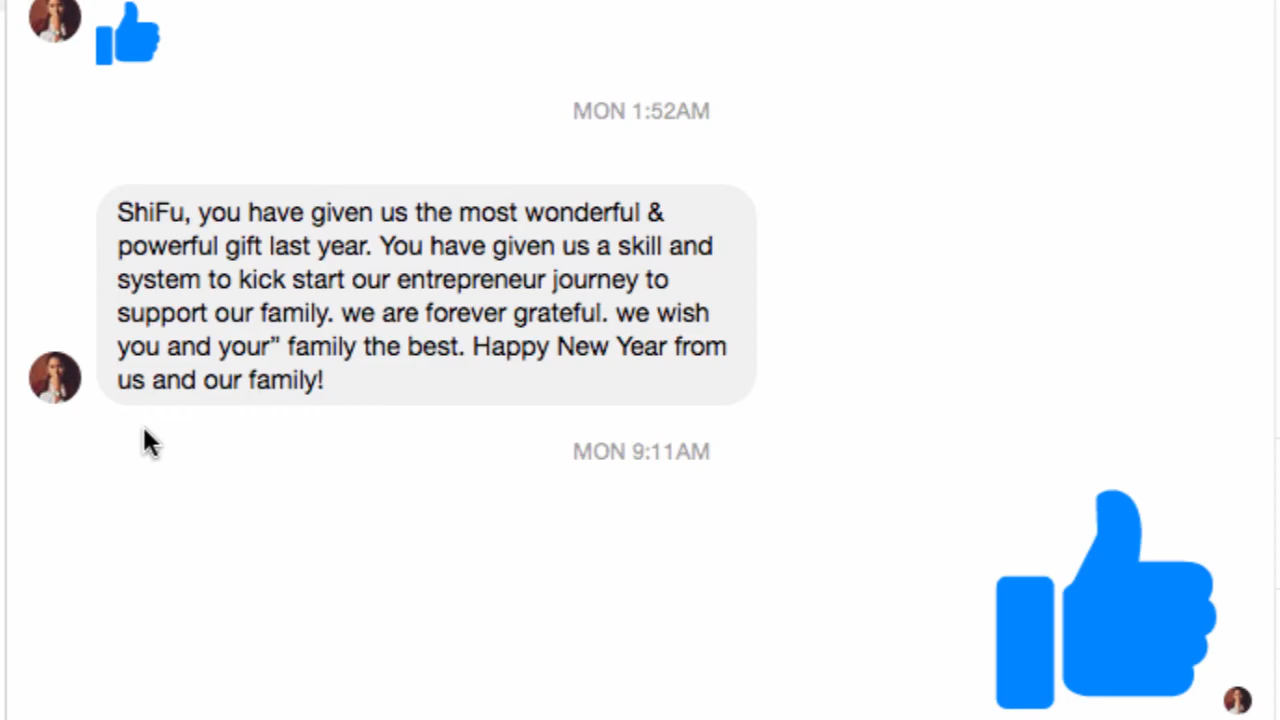 MON 1:52AM
ShiFu, you have given us the most wonderful &
powerful gift last year. You have given us a skill and
system to kick start our entrepreneur journey to
support our family. we are forever grateful. we wish
you and your” family the best. Happy New Year from
us and our family!
MON 9:11AM